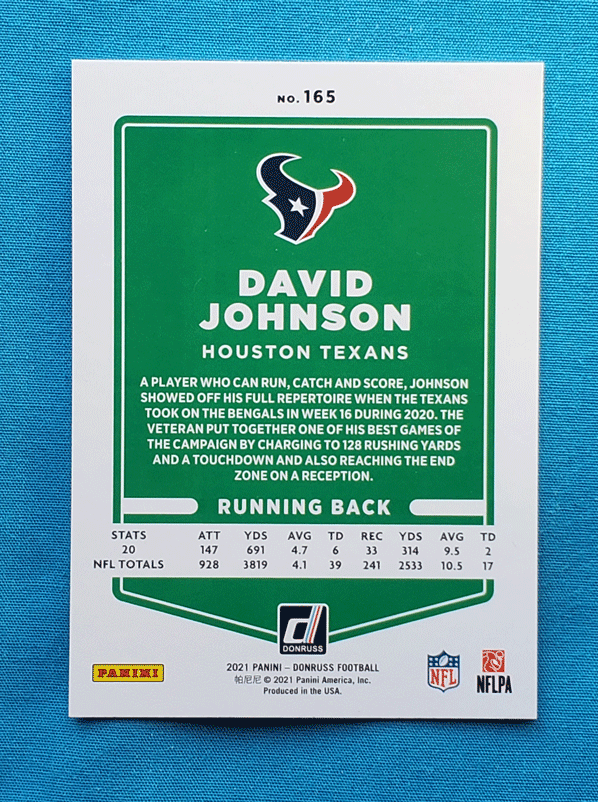 NO. 165
DAVID
JOHNSON
HOUSTON TEXANS
A PLAYER WHO CAN RUN, CATCH AND SCORE, JOHNSON
SHOWED OFF HIS FULL REPERTOIRE WHEN THE TEXANS
TOOK ON THE BENGALS IN WEEK 16 DURING 2020. THE
VETERAN PUT TOGETHER ONE OF HIS BEST GAMES OF
THE CAMPAIGN BY CHARGING TO 128 RUSHING YARDS
AND A TOUCHDOWN AND ALSO REACHING THE END
ZONE ON A RECEPTION.
RUNNING BACK
STATS ATT YDS AVG TD REC YDS AVG TD
20 147 691 4.7 6 33 314 9.5 2
NFL TOTALS 928 3819 4.1 39 241 2533 10.5 17
DONRUSS
PANINI
2021 PANINI – DONRUSS FOOTBALL
帕尼尼 © 2021 Panini America, Inc.
Produced in the USA.
NFL
NFLPA